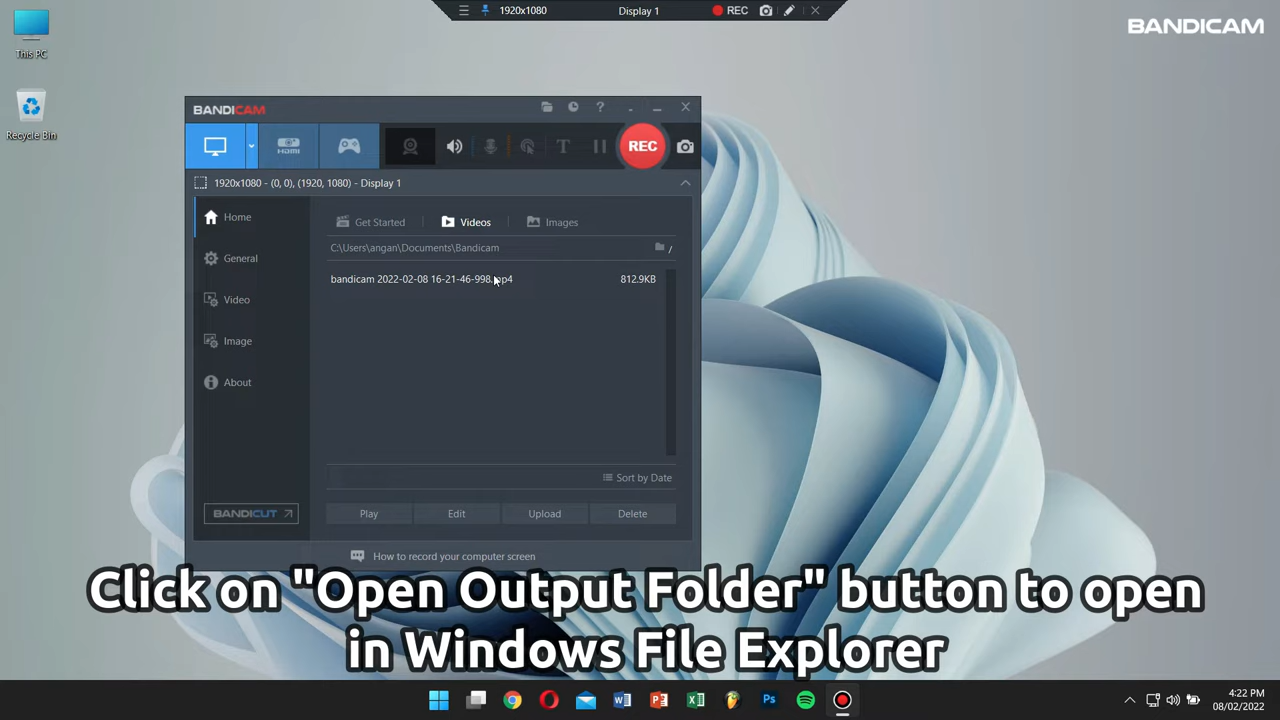 1920x1080
Display 1
REC
BANDICAM
This PC
Recycle Bin
BANDICAM
HDMI
REC
1920x1080 - (0, 0), (1920, 1080) - Display 1
Home
General
Video
Image
About
BANDICUT
Get Started
Videos
Images
C:\Users\angan\Documents\Bandicam
/
bandicam 2022-02-08 16-21-46-998.mp4
812.9KB
Sort by Date
Play
Edit
Upload
Delete
How to record your computer screen
Click on "Open Output Folder" button to open
in Windows File Explorer
4:22 PM
08/02/2022